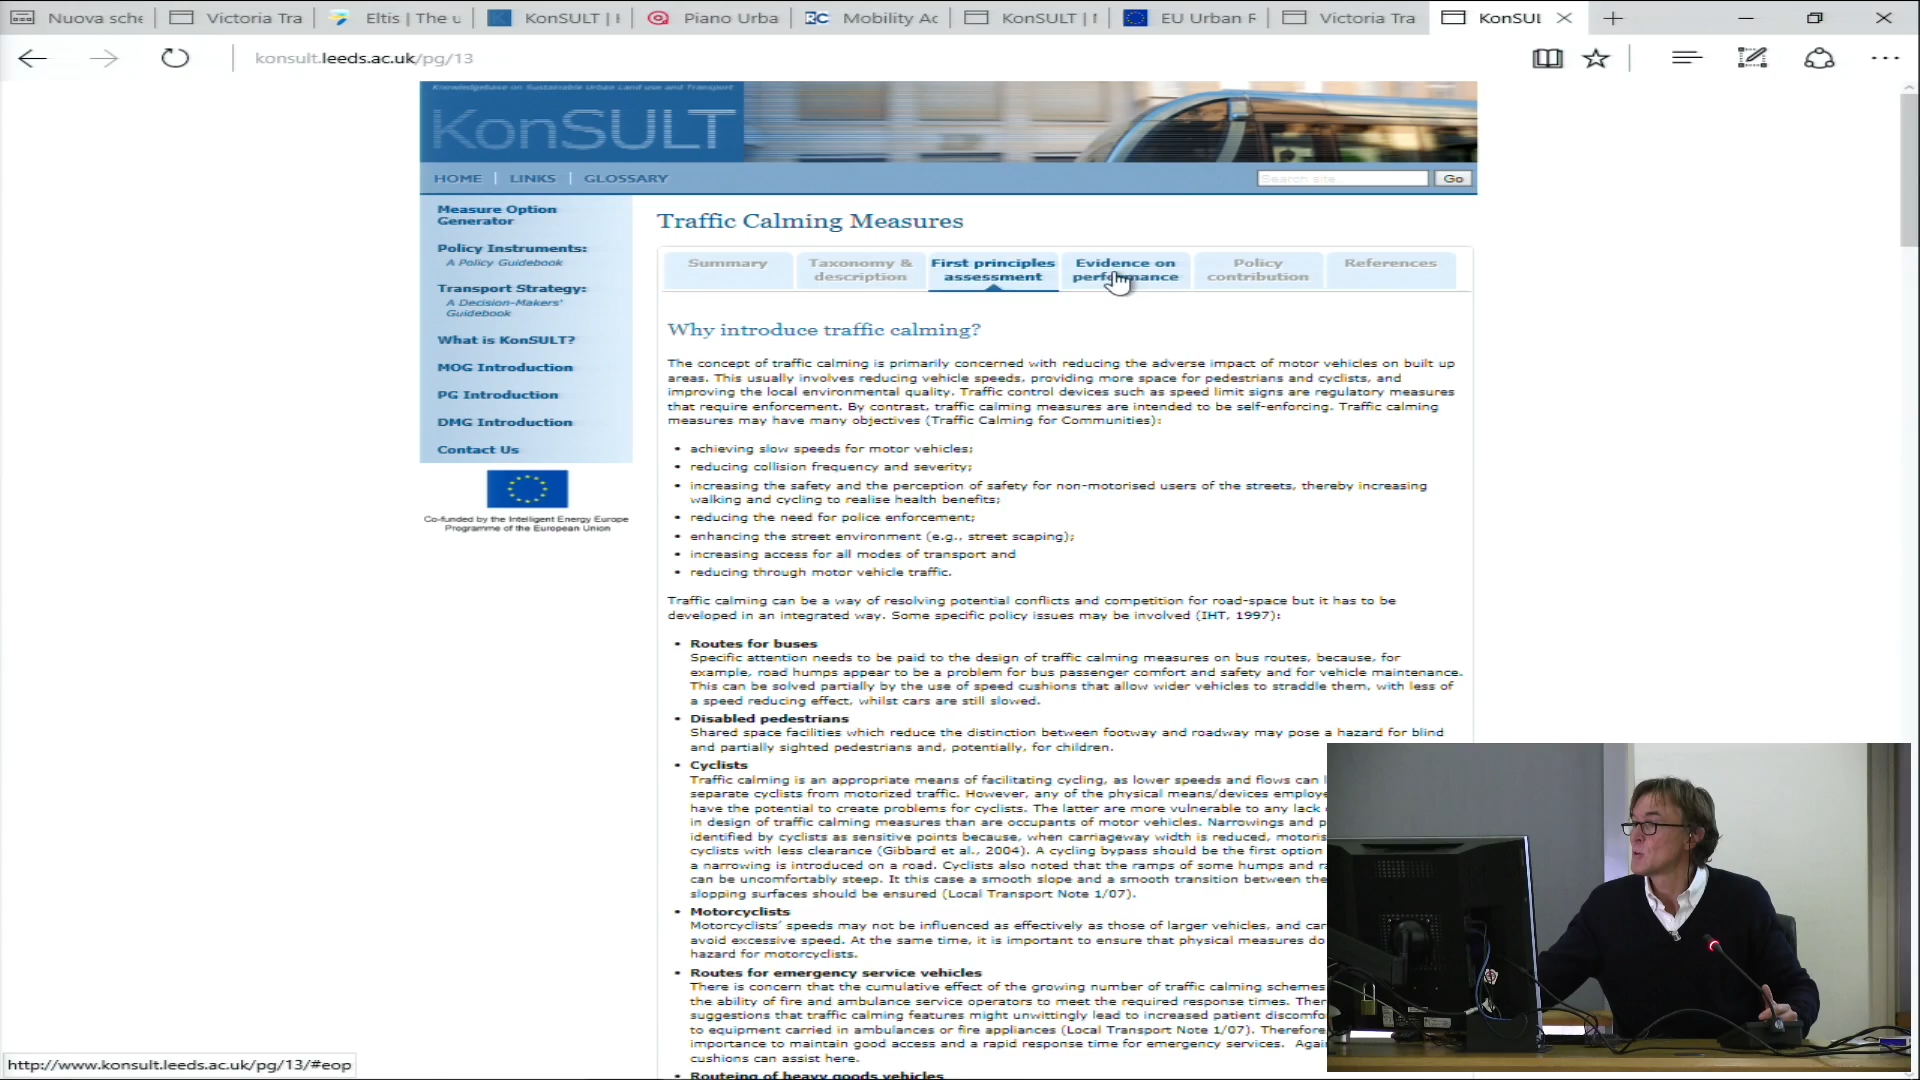 Nuova sche
Victoria Tra
Eltis | The u
KonSULT |
Piano Urba
RC Mobility Ac
KonSULT |
EU Urban F
Victoria Tra
KonSUL
konsult.leeds.ac.uk/pg/13
Knowledgebase on Sustainable Urban Land use and Transport
KonSULT
HOME | LINKS | GLOSSARY
Search site
Go
Measure Option
Generator
Policy Instruments:
A Policy Guidebook
Transport Strategy:
A Decision-Makers'
Guidebook
What is KonSULT?
MOG Introduction
PG Introduction
DMG Introduction
Contact Us
Co-funded by the Intelligent Energy Europe
Programme of the European Union
Traffic Calming Measures
Summary
Taxonomy &
description
First principles
assessment
Evidence on
performance
Policy
contribution
References
Why introduce traffic calming?
The concept of traffic calming is primarily concerned with reducing the adverse impact of motor vehicles on built up
areas. This usually involves reducing vehicle speeds, providing more space for pedestrians and cyclists, and
improving the local environmental quality. Traffic control devices such as speed limit signs are regulatory measures
that require enforcement. By contrast, traffic calming measures are intended to be self-enforcing. Traffic calming
measures may have many objectives (Traffic Calming for Communities):
• achieving slow speeds for motor vehicles;
• reducing collision frequency and severity;
• increasing the safety and the perception of safety for non-motorised users of the streets, thereby increasing
walking and cycling to realise health benefits;
• reducing the need for police enforcement;
• enhancing the street environment (e.g., street scaping);
• increasing access for all modes of transport and
• reducing through motor vehicle traffic.
Traffic calming can be a way of resolving potential conflicts and competition for road-space but it has to be
developed in an integrated way. Some specific policy issues may be involved (IHT, 1997):
• Routes for buses
Specific attention needs to be paid to the design of traffic calming measures on bus routes, because, for
example, road humps appear to be a problem for bus passenger comfort and safety and for vehicle maintenance.
This can be solved partially by the use of speed cushions that allow wider vehicles to straddle them, with less of
a speed reducing effect, whilst cars are still slowed.
• Disabled pedestrians
Shared space facilities which reduce the distinction between footway and roadway may pose a hazard for blind
and partially sighted pedestrians and, potentially, for children.
• Cyclists
Traffic calming is an appropriate means of facilitating cycling, as lower speeds and flows can
separate cyclists from motorized traffic. However, any of the physical means/devices employe
have the potential to create problems for cyclists. The latter are more vulnerable to any lack
in design of traffic calming measures than are occupants of motor vehicles. Narrowings and p
identified by cyclists as sensitive points because, when carriageway width is reduced, motoris
cyclists with less clearance (Gibbard et al., 2004). A cycling bypass should be the first option
a narrowing is introduced on a road. Cyclists also noted that the ramps of some humps and ra
can be uncomfortably steep. It this case a smooth slope and a smooth transition between the
slopping surfaces should be ensured (Local Transport Note 1/07).
• Motorcyclists
Motorcyclists' speeds may not be influenced as effectively as those of larger vehicles, and car
avoid excessive speed. At the same time, it is important to ensure that physical measures do
hazard for motorcyclists.
• Routes for emergency service vehicles
There is concern that the cumulative effect of the growing number of traffic calming schemes
the ability of fire and ambulance service operators to meet the required response times. Ther
suggestions that traffic calming features might unwittingly lead to increased patient discomfo
to equipment carried in ambulances or fire appliances (Local Transport Note 1/07). Therefore
importance to maintain good access and a rapid response time for emergency services. Agai
cushions can assist here.
• Routeing of heavy goods vehicles
http://www.konsult.leeds.ac.uk/pg/13/#eop